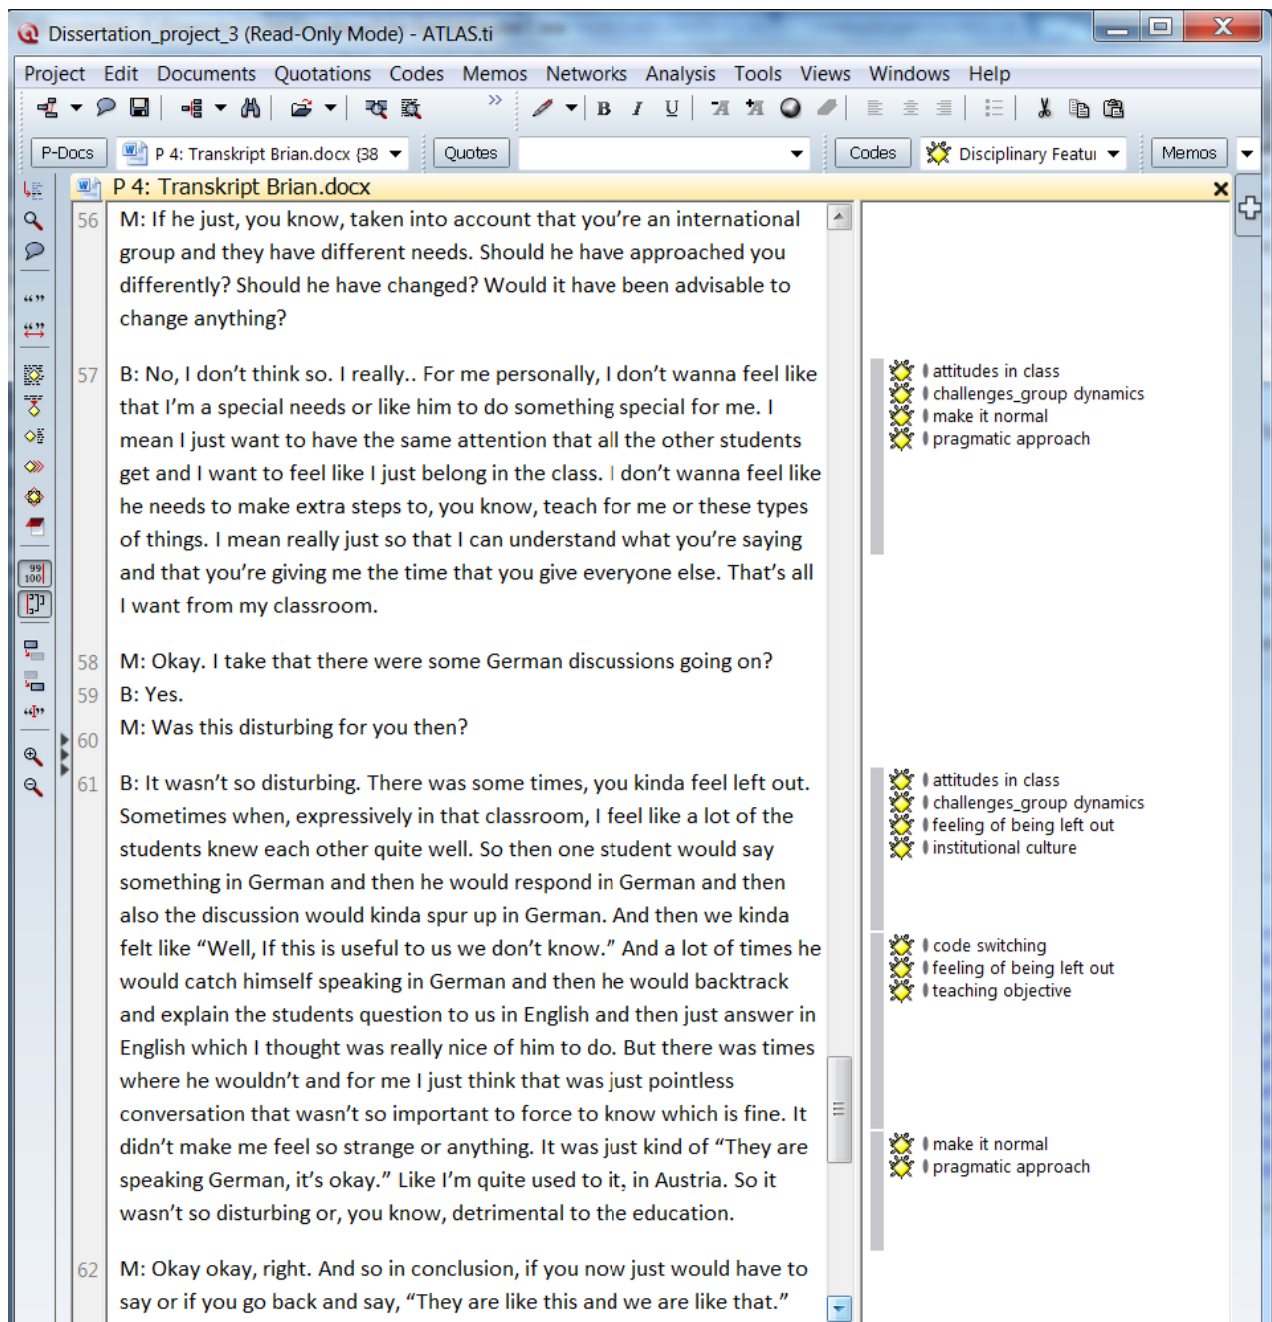 Dissertation_project_3 (Read-Only Mode) - ATLAS.ti
Project Edit Documents Quotations Codes Memos Networks Analysis Tools Views Windows Help
B I U A A
P-Docs P 4: Transkript Brian.docx {38 Quotes Codes Disciplinary Featur Memos
P 4: Transkript Brian.docx
56 M: If he just, you know, taken into account that you’re an international
group and they have different needs. Should he have approached you
differently? Should he have changed? Would it have been advisable to
change anything?
57 B: No, I don’t think so. I really.. For me personally, I don’t wanna feel like
that I’m a special needs or like him to do something special for me. I
mean I just want to have the same attention that all the other students
get and I want to feel like I just belong in the class. I don’t wanna feel like
he needs to make extra steps to, you know, teach for me or these types
of things. I mean really just so that I can understand what you’re saying
and that you’re giving me the time that you give everyone else. That’s all
I want from my classroom.
attitudes in class
challenges_group dynamics
make it normal
pragmatic approach
99
100
58 M: Okay. I take that there were some German discussions going on?
59 B: Yes.
60 M: Was this disturbing for you then?
61 B: It wasn’t so disturbing. There was some times, you kinda feel left out.
Sometimes when, expressively in that classroom, I feel like a lot of the
students knew each other quite well. So then one student would say
something in German and then he would respond in German and then
also the discussion would kinda spur up in German. And then we kinda
felt like “Well, If this is useful to us we don’t know.” And a lot of times he
would catch himself speaking in German and then he would backtrack
and explain the students question to us in English and then just answer in
English which I thought was really nice of him to do. But there was times
where he wouldn’t and for me I just think that was just pointless
conversation that wasn’t so important to force to know which is fine. It
didn’t make me feel so strange or anything. It was just kind of “They are
speaking German, it’s okay.” Like I’m quite used to it, in Austria. So it
wasn’t so disturbing or, you know, detrimental to the education.
attitudes in class
challenges_group dynamics
feeling of being left out
institutional culture
code switching
feeling of being left out
teaching objective
make it normal
pragmatic approach
62 M: Okay okay, right. And so in conclusion, if you now just would have to
say or if you go back and say, “They are like this and we are like that.”